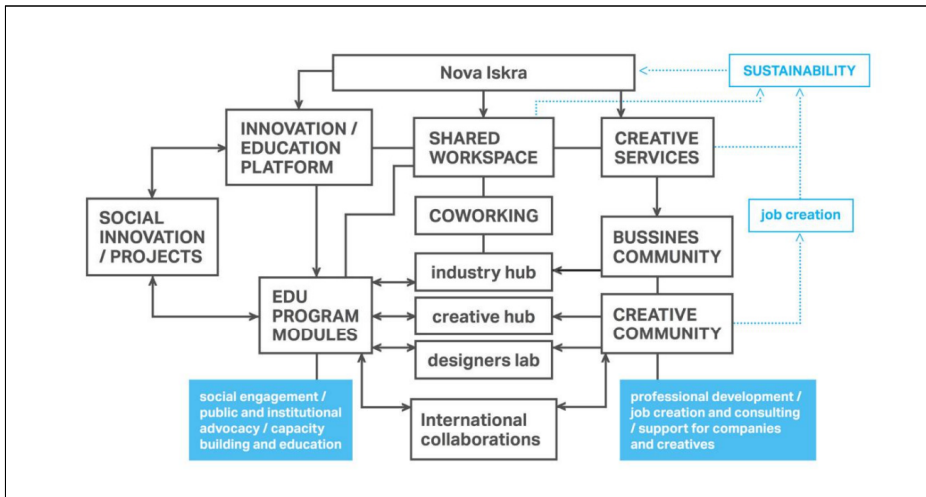 Nova Iskra
SUSTAINABILITY
INNOVATION /
EDUCATION
PLATFORM
SHARED
WORKSPACE
CREATIVE
SERVICES
SOCIAL
INNOVATION
/ PROJECTS
COWORKING
job creation
BUSSINES
COMMUNITY
industry hub
EDU
PROGRAM
MODULES
creative hub
CREATIVE
COMMUNITY
designers lab
social engagement /
public and institutional
advocacy / capacity
building and education
International
collaborations
professional development /
job creation and consulting
/ support for companies
and creatives